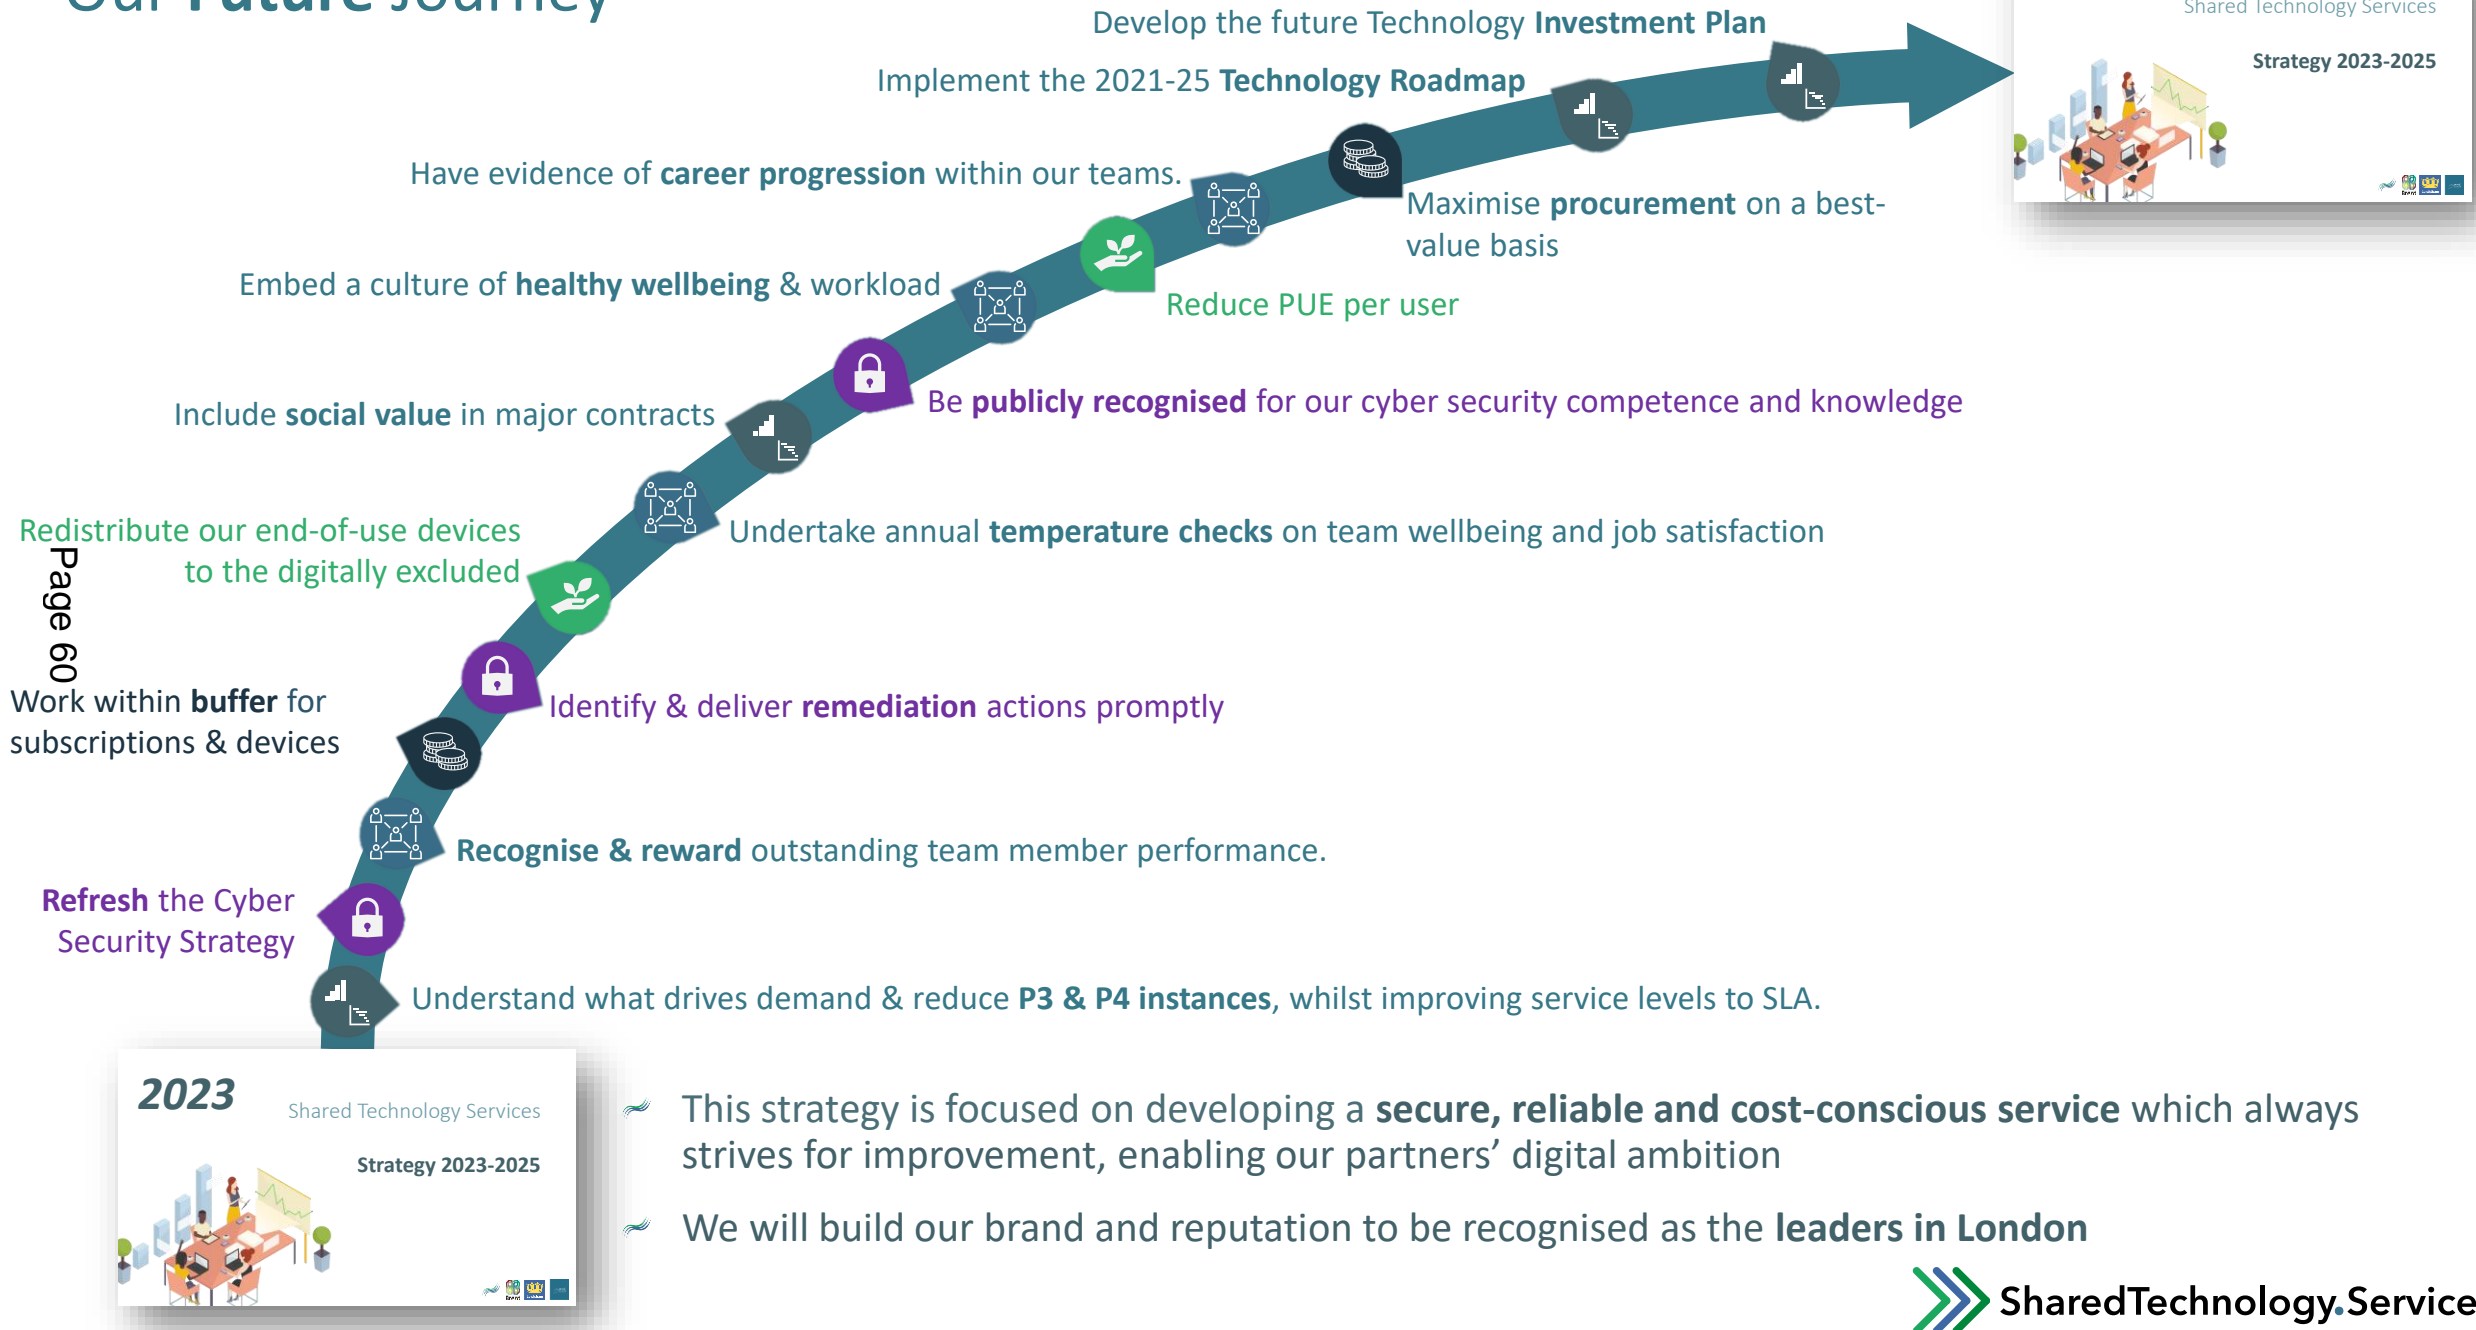 Our Future Journey
Develop the future Technology Investment Plan
Shared Technology Services
Strategy 2023-2025
Implement the 2021-25 Technology Roadmap
Have evidence of career progression within our teams.
Maximise procurement on a best-
value basis
Embed a culture of healthy wellbeing & workload
Reduce PUE per user
Be publicly recognised for our cyber security competence and knowledge
Include social value in major contracts
Redistribute our end-of-use devices
to the digitally excluded
Undertake annual temperature checks on team wellbeing and job satisfaction
Page 60
Work within buffer for
subscriptions & devices
Identify & deliver remediation actions promptly
Recognise & reward outstanding team member performance.
Refresh the Cyber
Security Strategy
Understand what drives demand & reduce P3 & P4 instances, whilst improving service levels to SLA.
2023
Shared Technology Services
Strategy 2023-2025
This strategy is focused on developing a secure, reliable and cost-conscious service which always
strives for improvement, enabling our partners’ digital ambition
We will build our brand and reputation to be recognised as the leaders in London
SharedTechnology.Service